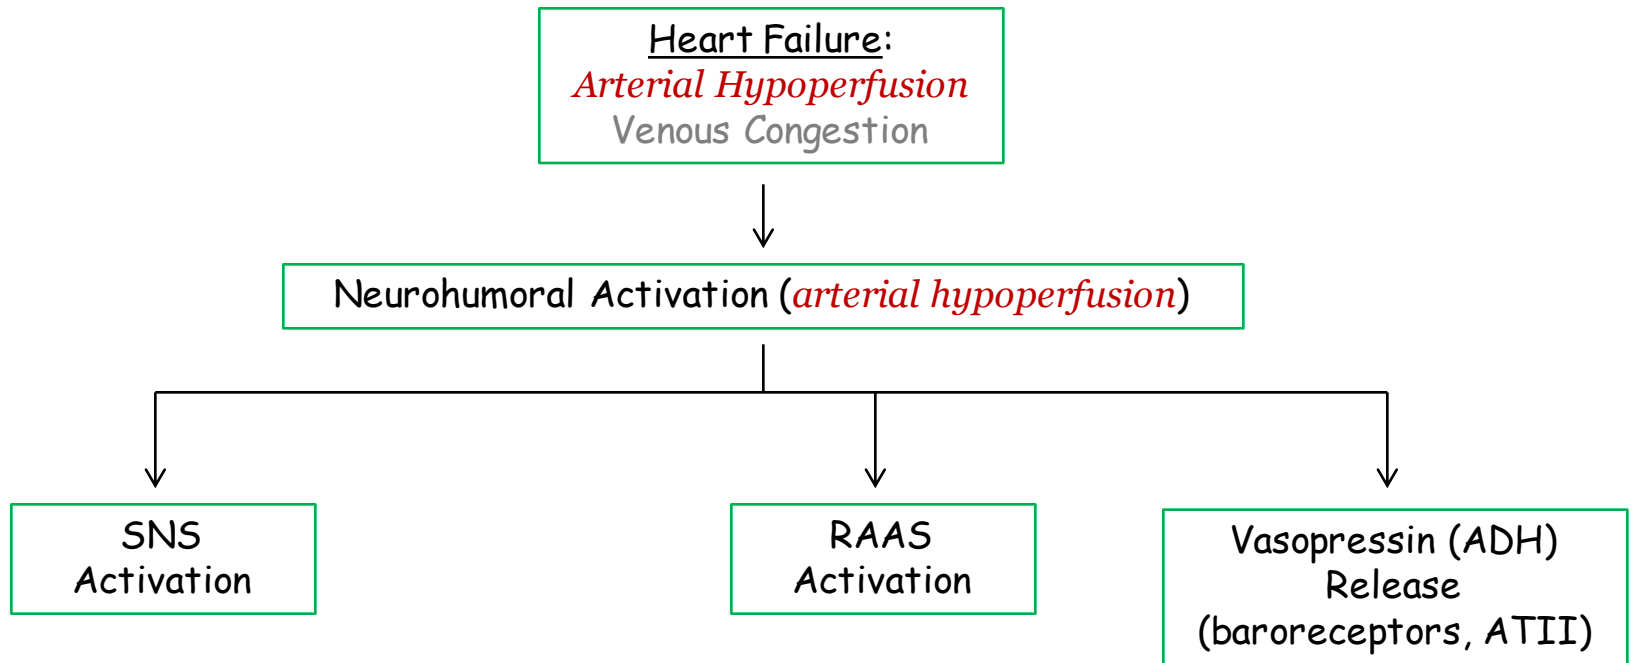 Heart Failure:
Arterial Hypoperfusion
Venous Congestion
Neurohumoral Activation (arterial hypoperfusion)
SNS
Activation
RAAS
Activation
Vasopressin (ADH)
Release
(baroreceptors, ATII)